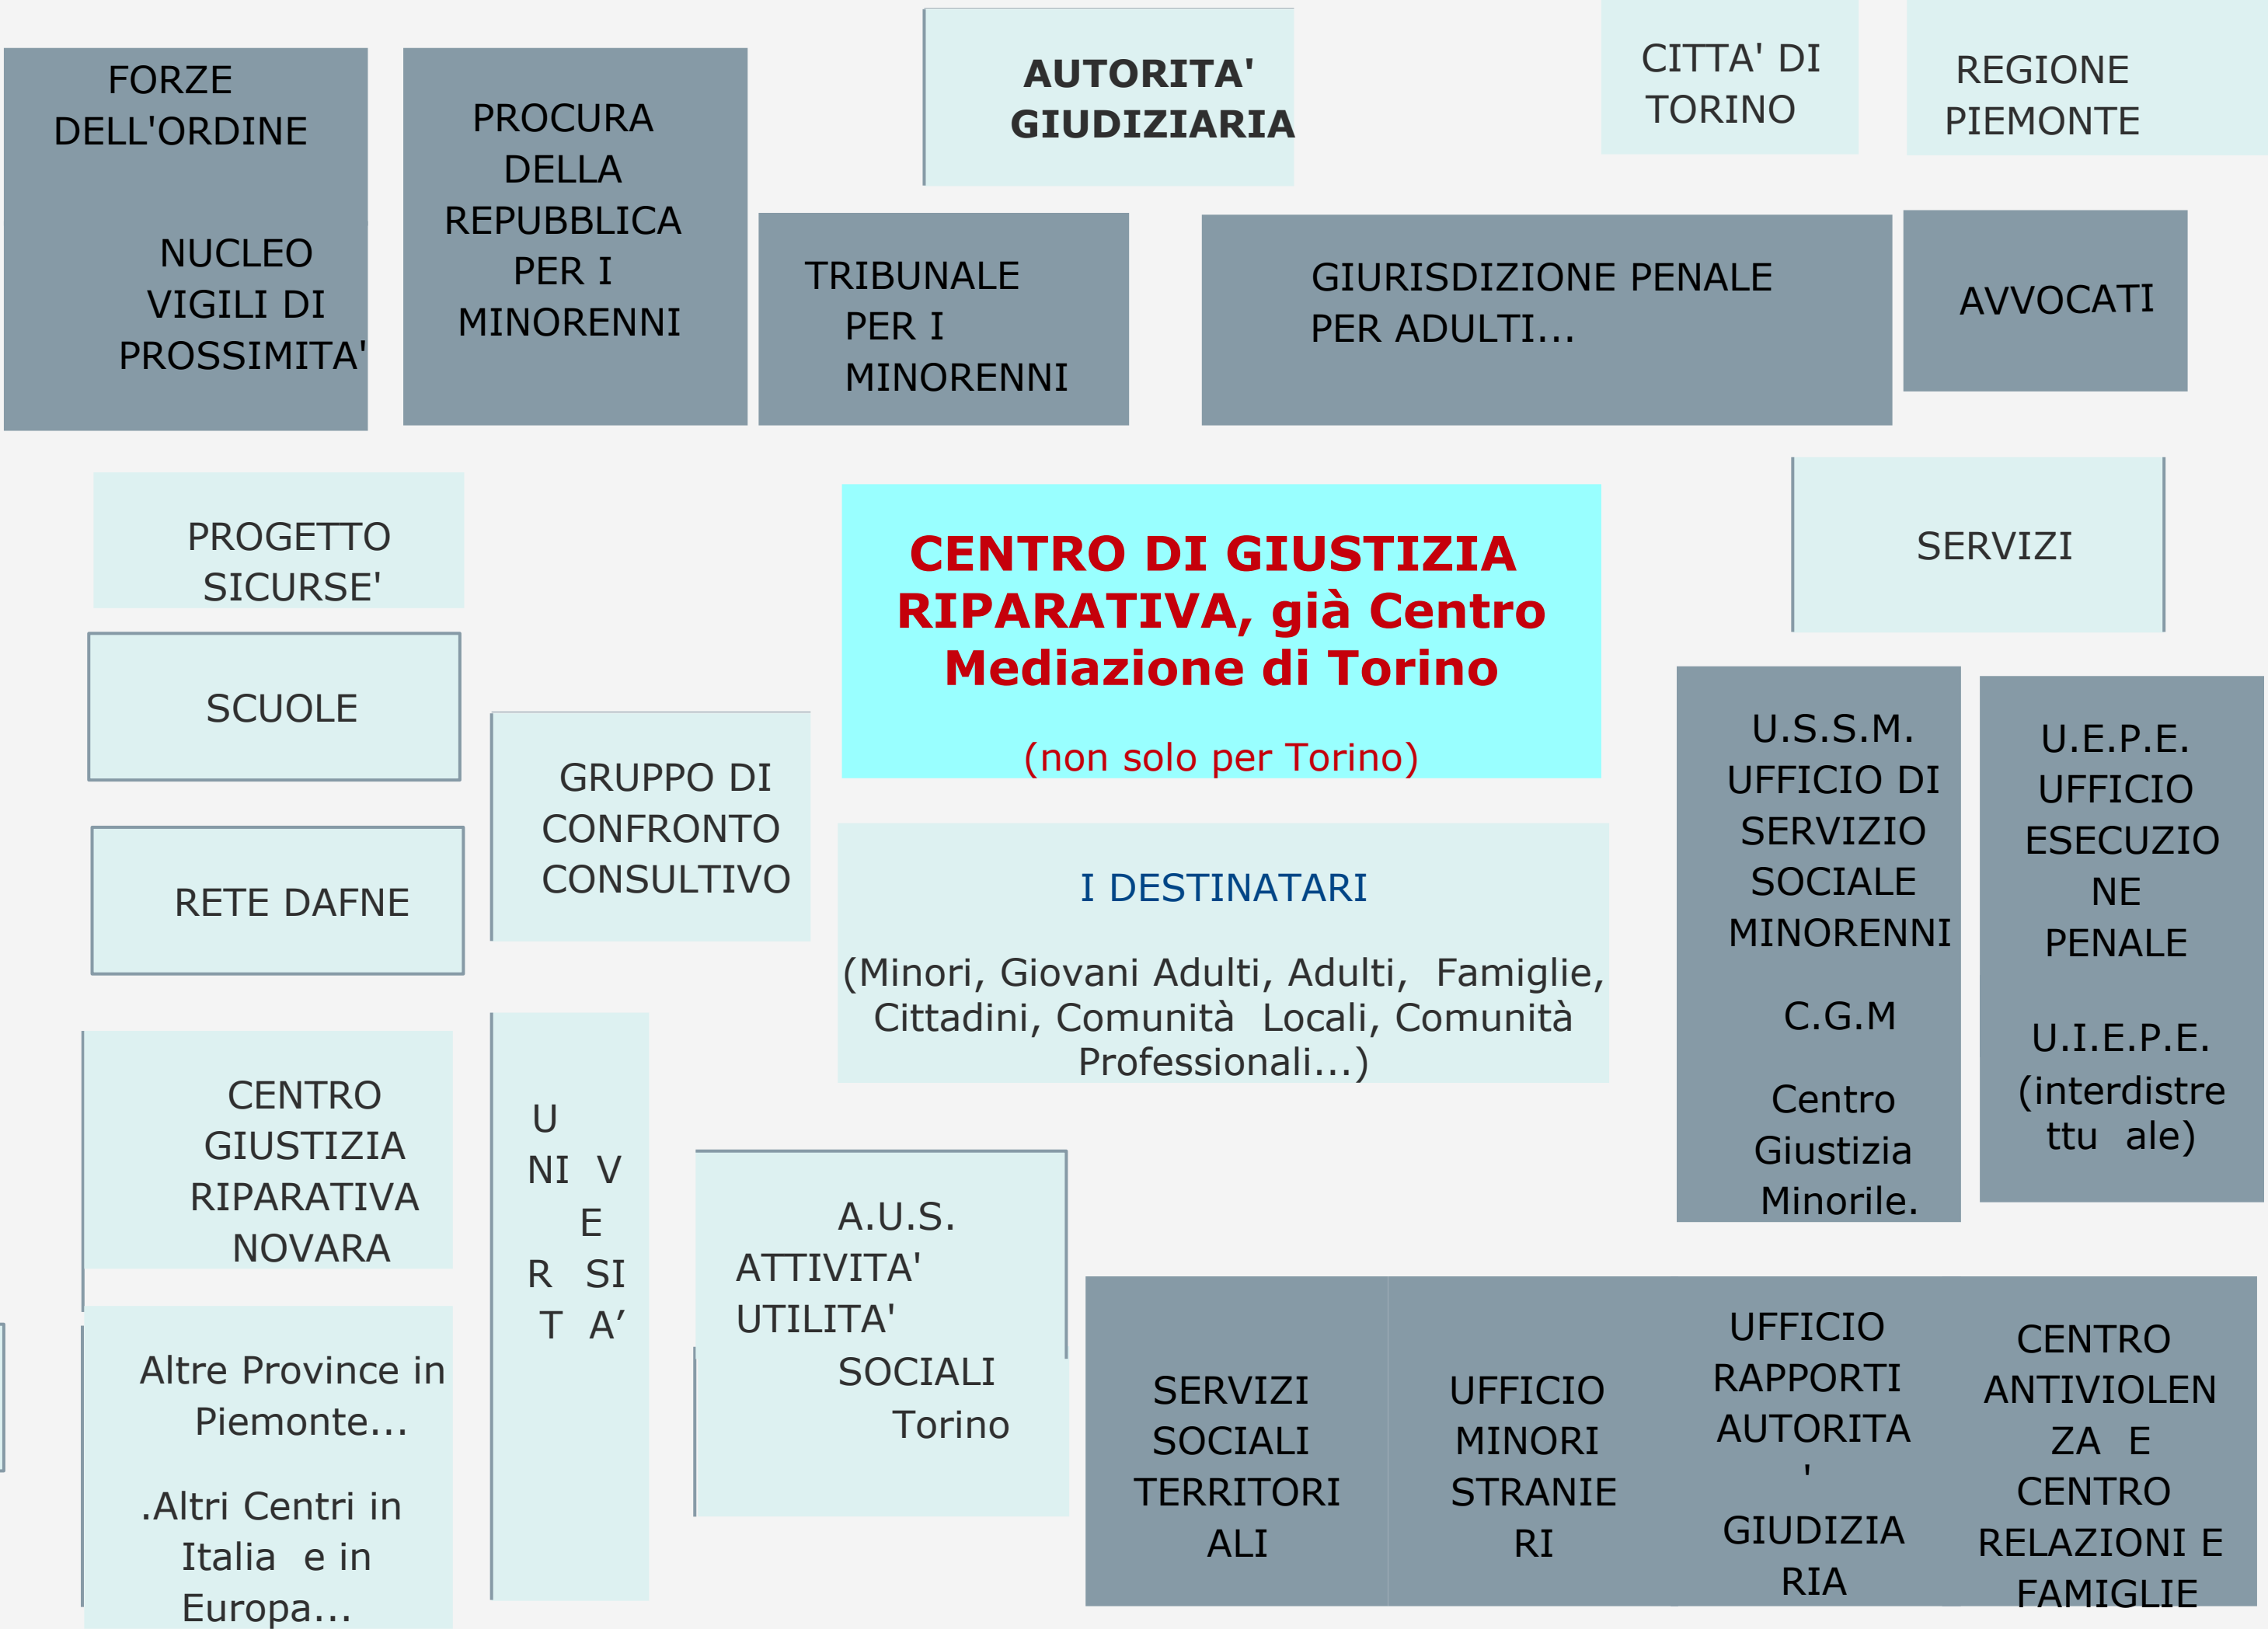 FORZE
DELL'ORDINE
NUCLEO
VIGILI DI
PROSSIMITA'
PROCURA
DELLA
REPUBBLICA
PER I
MINORENNI
AUTORITA'
GIUDIZIARIA
CITTA' DI
TORINO
REGIONE
PIEMONTE
TRIBUNALE
PER I
MINORENNI
GIURISDIZIONE PENALE
PER ADULTI...
AVVOCATI
PROGETTO
SICURSE'
SCUOLE
RETE DAFNE
GRUPPO DI
CONFRONTO
CONSULTIVO
CENTRO DI GIUSTIZIA
RIPARATIVA, già Centro
Mediazione di Torino
(non solo per Torino)
I DESTINATARI
(Minori, Giovani Adulti, Adulti, Famiglie,
Cittadini, Comunità Locali, Comunità
Professionali...)
SERVIZI
U.S.S.M.
UFFICIO DI
SERVIZIO
SOCIALE
MINORENNI
C.G.M
Centro
Giustizia
Minorile.
U.E.P.E.
UFFICIO
ESECUZIO
NE
PENALE
U.I.E.P.E.
(interdistre
ttu ale)
CENTRO
GIUSTIZIA
RIPARATIVA
NOVARA
Altre Province in
Piemonte...
.Altri Centri in
Italia e in
Europa...
U
NI V
E
R SI
T A’
A.U.S.
ATTIVITA'
UTILITA'
SOCIALI
Torino
SERVIZI
SOCIALI
TERRITORI
ALI
UFFICIO
MINORI
STRANIE
RI
UFFICIO
RAPPORTI
AUTORITA
'
GIUDIZIA
RIA
CENTRO
ANTIVIOLEN
ZA E
CENTRO
RELAZIONI E
FAMIGLIE